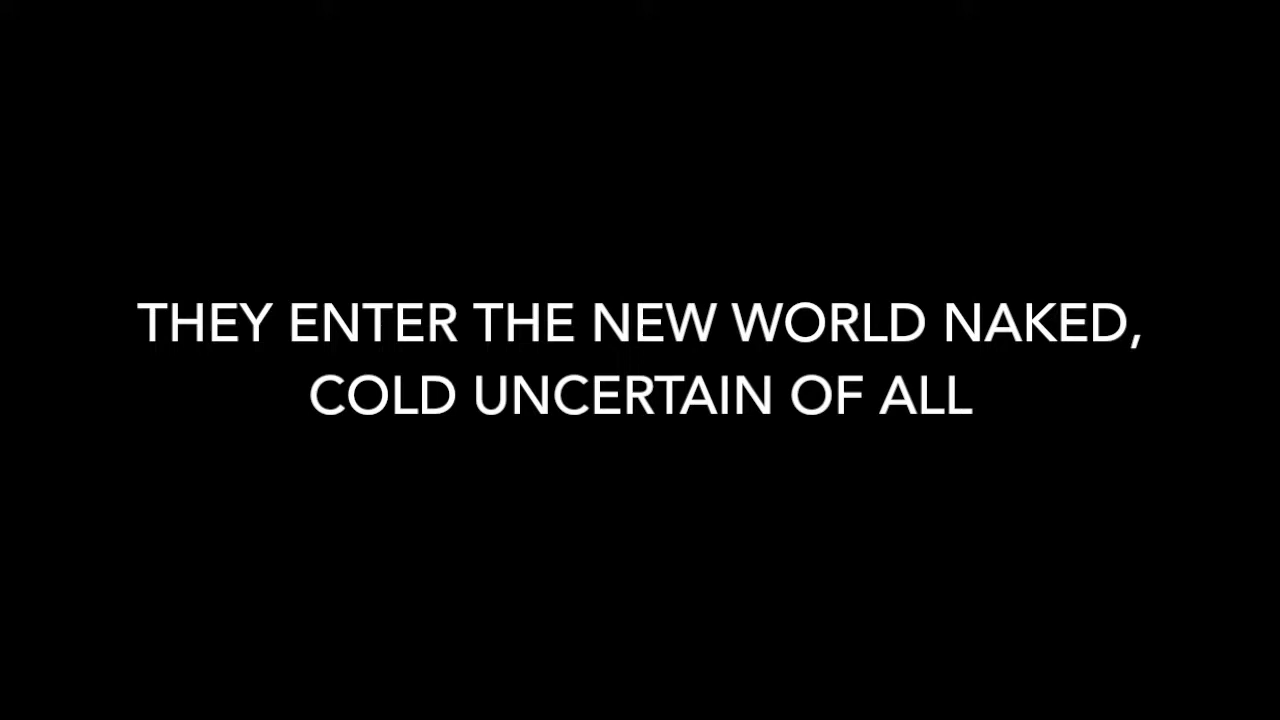 THEY ENTER THE NEW WORLD NAKED,
COLD UNCERTAIN OF ALL